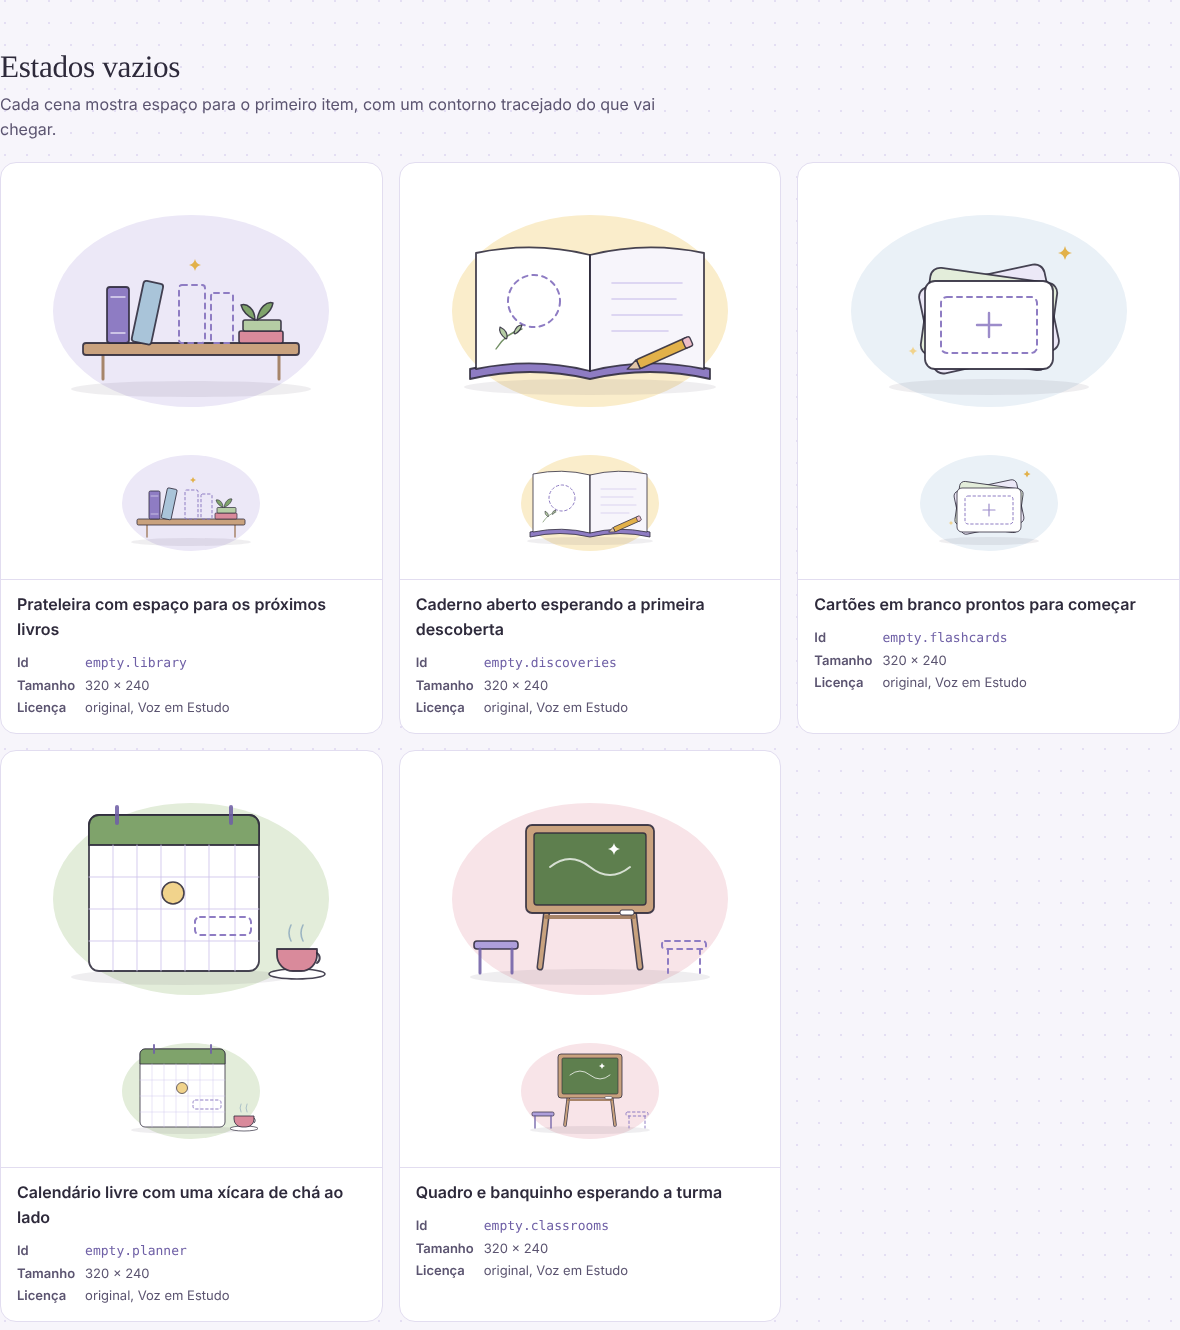 Estados vazios
Cada cena mostra espaço para o primeiro item, com um contorno tracejado do que vai
chegar.
Prateleira com espaço para os próximos
livros
Id empty.library
Tamanho 320 × 240
Licença original, Voz em Estudo
Caderno aberto esperando a primeira
descoberta
Id empty.discoveries
Tamanho 320 × 240
Licença original, Voz em Estudo
Cartões em branco prontos para começar
Id empty.flashcards
Tamanho 320 × 240
Licença original, Voz em Estudo
Calendário livre com uma xícara de chá ao
lado
Id empty.planner
Tamanho 320 × 240
Licença original, Voz em Estudo
Quadro e banquinho esperando a turma
Id empty.classrooms
Tamanho 320 × 240
Licença original, Voz em Estudo